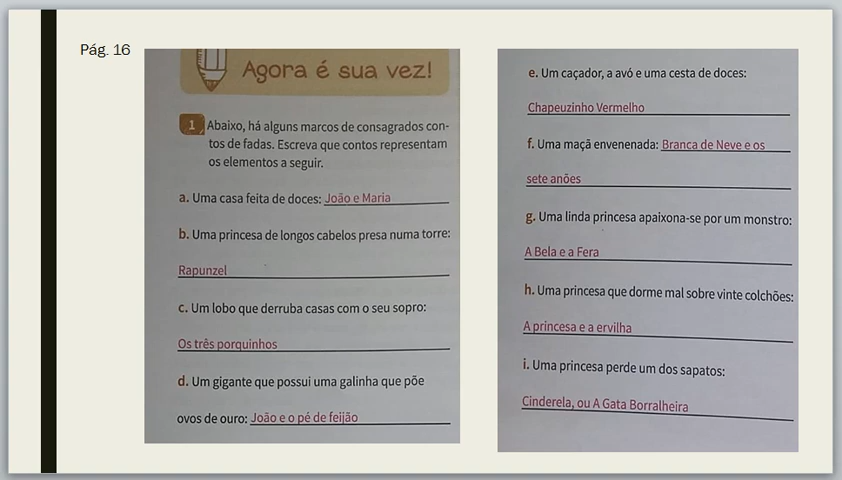 Pág. 16
Agora é sua vez!
1 Abaixo, há alguns marcos de consagrados con-
tos de fadas. Escreva que contos representam
os elementos a seguir.
a. Uma casa feita de doces: João e Maria
b. Uma princesa de longos cabelos presa numa torre:
Rapunzel
c. Um lobo que derruba casas com o seu sopro:
Os três porquinhos
d. Um gigante que possui uma galinha que põe
ovos de ouro: João e o pé de feijão
e. Um caçador, a avó e uma cesta de doces:
Chapeuzinho Vermelho
f. Uma maçã envenenada: Branca de Neve e os
sete anões
g. Uma linda princesa apaixona-se por um monstro:
A Bela e a Fera
h. Uma princesa que dorme mal sobre vinte colchões:
A princesa e a ervilha
i. Uma princesa perde um dos sapatos:
Cinderela, ou A Gata Borralheira